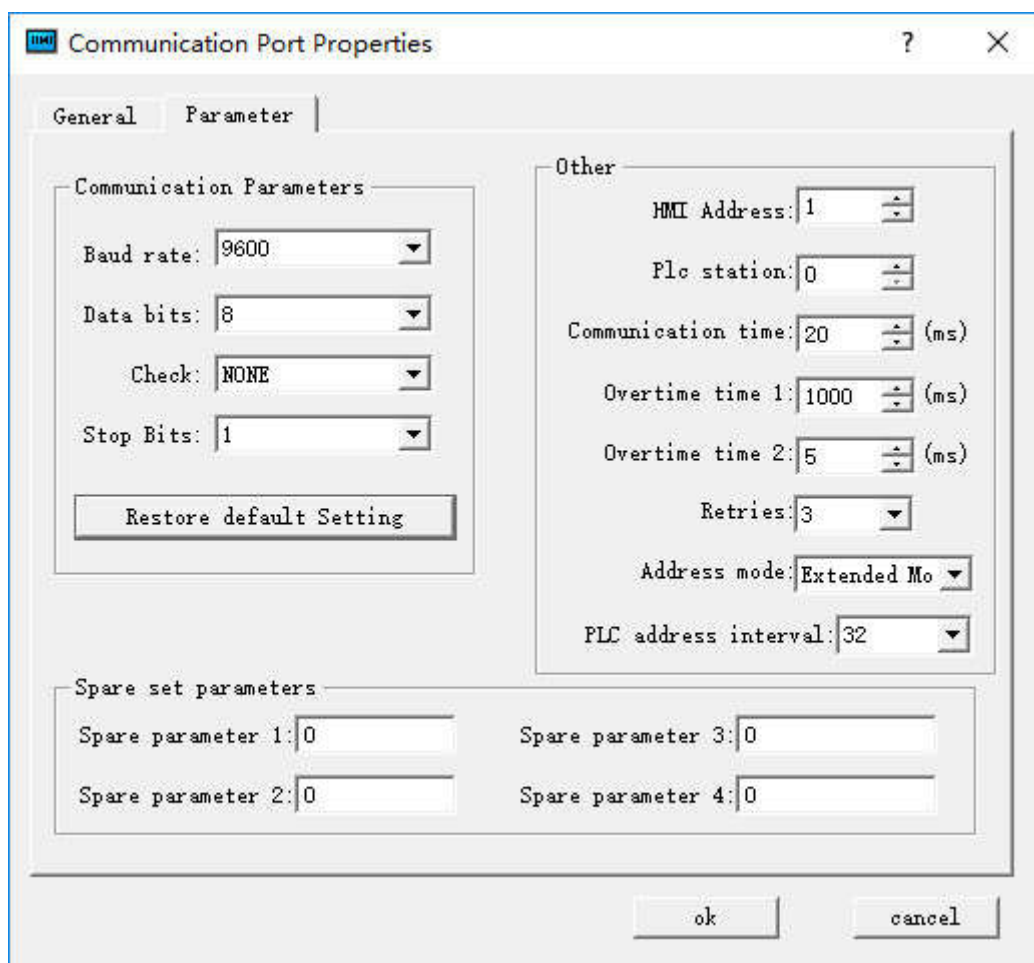 HMI Communication Port Properties ? ×
General Parameter
Communication Parameters
Baud rate: 9600
Data bits: 8
Check: NONE
Stop Bits: 1
Restore default Setting
Other
HMI Address: 1
Plc station: 0
Communication time: 20 (ms)
Overtime time 1: 1000 (ms)
Overtime time 2: 5 (ms)
Retries: 3
Address mode: Extended Mo
PLC address interval: 32
Spare set parameters
Spare parameter 1: 0 Spare parameter 3: 0
Spare parameter 2: 0 Spare parameter 4: 0
ok cancel